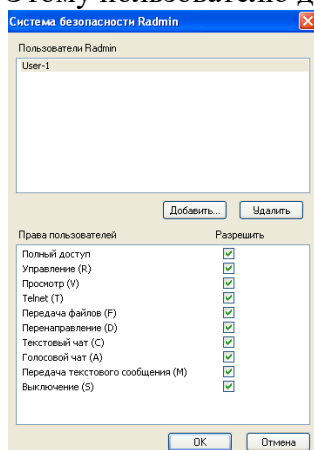 Этому пользователю д
Система безопасности Radmin
Пользователи Radmin
User-1
Добавить... Удалить
Права пользователей Разрешить
Полный доступ
Управление (R)
Просмотр (V)
Telnet (T)
Передача файлов (F)
Перенаправление (D)
Текстовый чат (C)
Голосовой чат (A)
Передача текстового сообщения (M)
Выключение (S)
OK Отмена